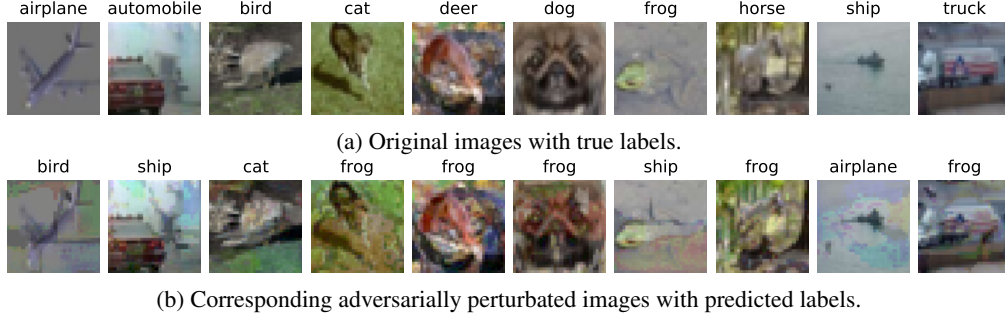 airplane automobile bird cat deer dog frog horse ship truck
(a) Original images with true labels.
bird ship cat frog frog frog ship frog airplane frog
(b) Corresponding adversarially perturbated images with predicted labels.